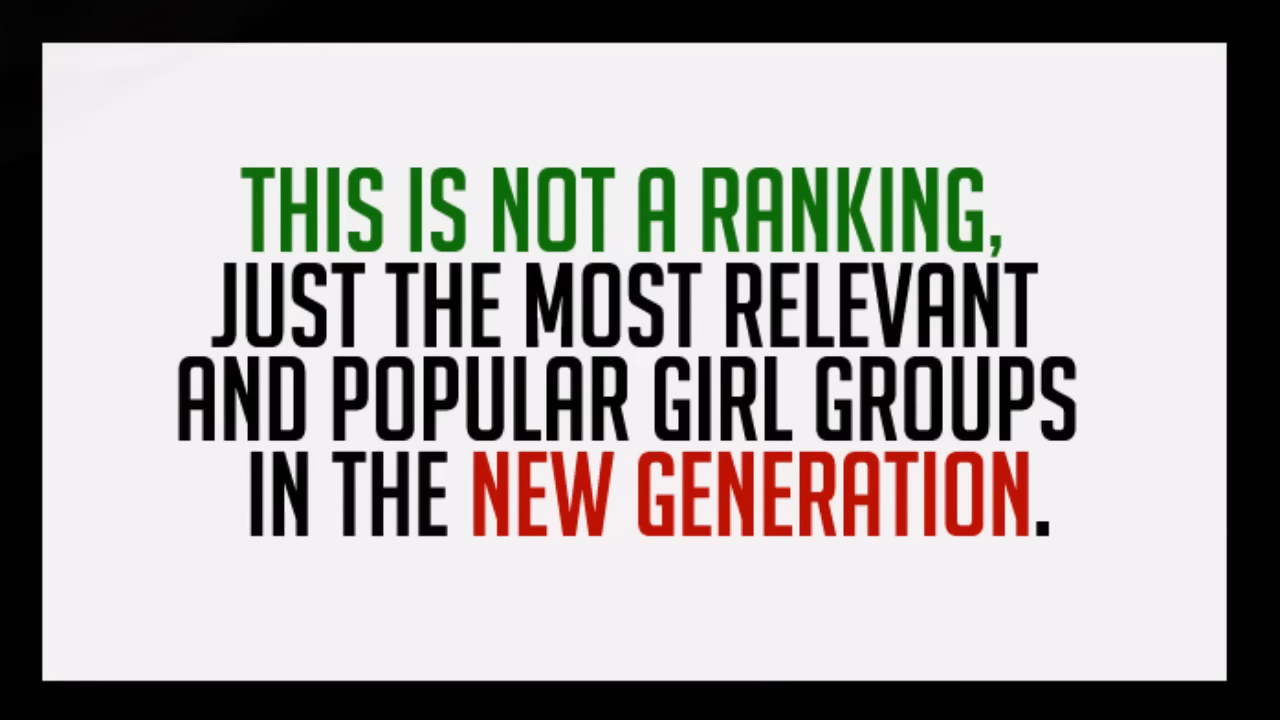 THIS IS NOT A RANKING,
JUST THE MOST RELEVANT
AND POPULAR GIRL GROUPS
IN THE NEW GENERATION.